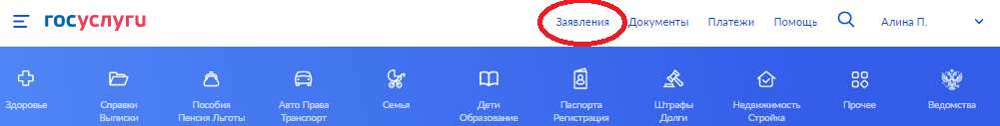 госуслуги
Заявления Документы Платежи Помощь Алина П.
Здоровье Справки Выписки Пособия Пенсия Льготы Авто Права Транспорт Семья Дети Образование Паспорта Регистрация Штрафы Долги Недвижимость Стройка Прочее Ведомства